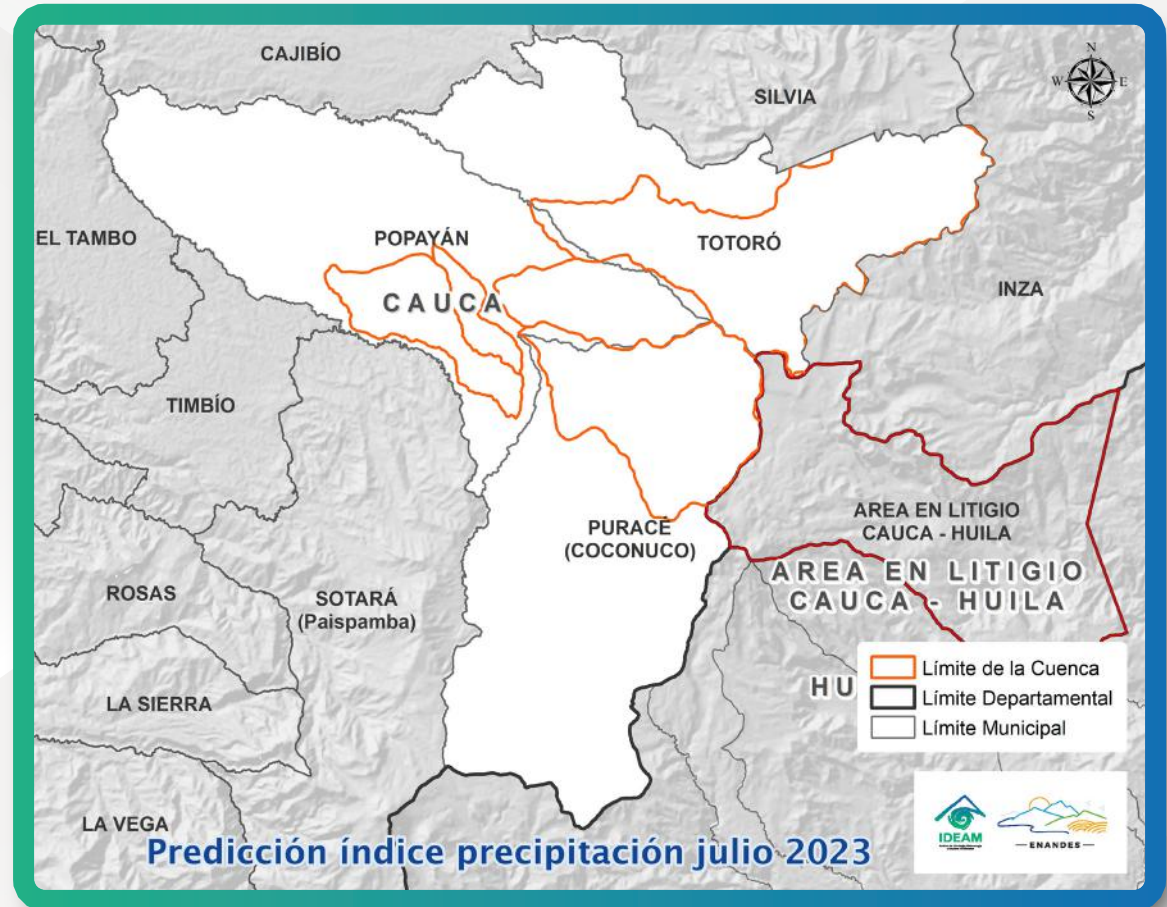 CAJIBÍO
N
W
E
S
SILVIA
EL TAMBO
POPAYÁN
TOTORÓ
INZA
CAUCA
TIMBÍO
AREA EN LITIGIO
CAUCA - HUILA
PURACÉ
(COCONUCO)
AREA EN LITIGIO
CAUCA - HUILA
ROSAS
SOTARÁ
(Paispamba)
Límite de la Cuenca
HU
Límite Departamental
LA SIERRA
Límite Municipal
LA VEGA
Predicción índice precipitación julio 2023
IDEAM
ENANDES